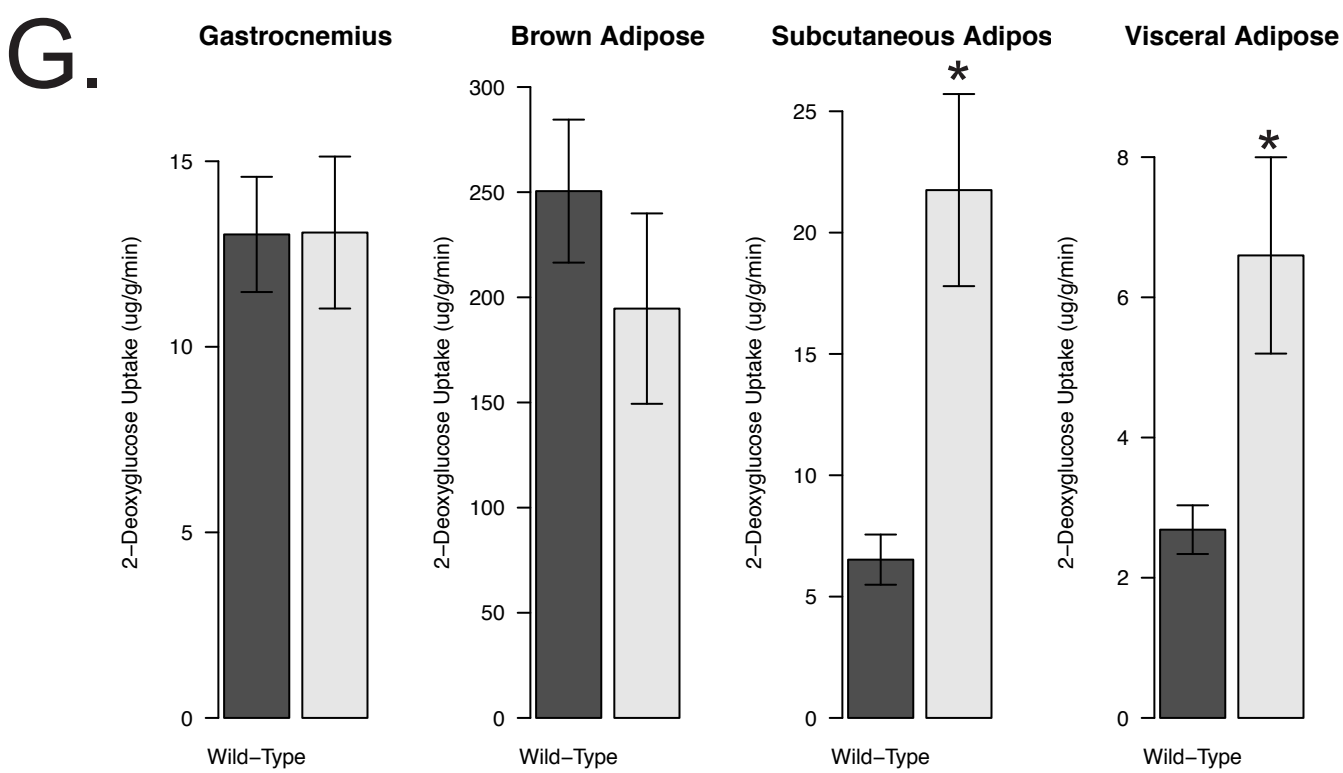 G.
Gastrocnemius
2−Deoxyglucose Uptake (ug/g/min)
15
10
5
0
Wild−Type
Brown Adipose
2−Deoxyglucose Uptake (ug/g/min)
300
250
200
150
100
50
0
Wild−Type
Subcutaneous Adipos
2−Deoxyglucose Uptake (ug/g/min)
25
20
15
10
5
0
*
Wild−Type
Visceral Adipose
2−Deoxyglucose Uptake (ug/g/min)
8
6
4
2
0
*
Wild−Type